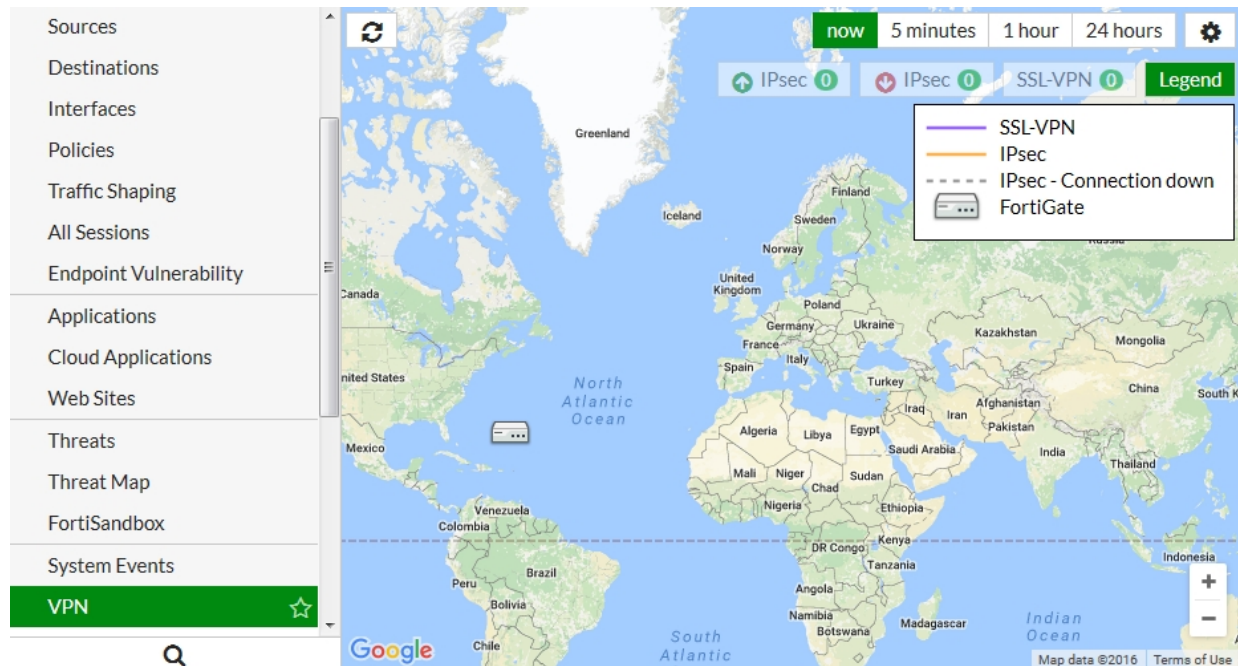 Sources
Destinations
Interfaces
Policies
Traffic Shaping
All Sessions
Endpoint Vulnerability
Applications
Cloud Applications
Web Sites
Threats
Threat Map
FortiSandbox
System Events
VPN
now 5 minutes 1 hour 24 hours
IPsec 0 IPsec 0 SSL-VPN 0 Legend
SSL-VPN
IPsec
IPsec - Connection down
FortiGate
Greenland
Finland
Iceland
Sweden
Norway
Russia
United
Kingdom
Canada
Poland
Germany
Ukraine
Kazakhstan
Mongolia
France
Italy
Spain
nited States
North
Atlantic
Ocean
Turkey
China
South K
Afghanistan
Iraq
Iran
Pakistan
Algeria
Libya
Egypt
Mexico
Saudi Arabia
India
Thailand
Mali
Niger
Sudan
Chad
Nigeria
Ethiopia
Venezuela
Colombia
Kenya
DR Congo
Indonesia
Tanzania
Brazil
Peru
Angola
Bolivia
Namibia
Botswana
Madagascar
Indian
Ocean
South
Atlantic
Chile
Google
Map data ©2016 Terms of Use